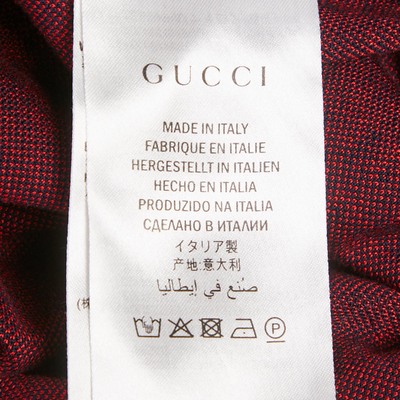 GUCCI
MADE IN ITALY
FABRIQUE EN ITALIE
HERGESTELLT IN ITALIEN
HECHO EN ITALIA
PRODUZIDO NA ITALIA
СДЕЛАНО В ИТАЛИИ
イタリア製
产地:意大利
صُنع في إيطاليا
(株
P